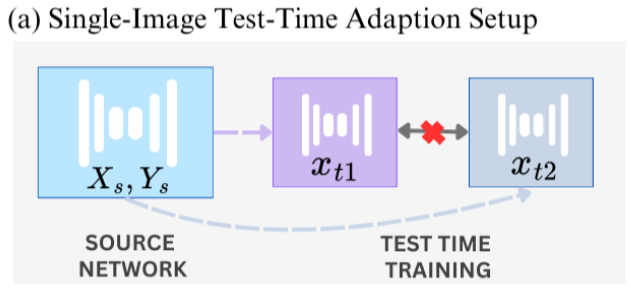 (a) Single-Image Test-Time Adaption Setup
X_s, Y_s
x_{t1}
x_{t2}
SOURCE
NETWORK
TEST TIME
TRAINING